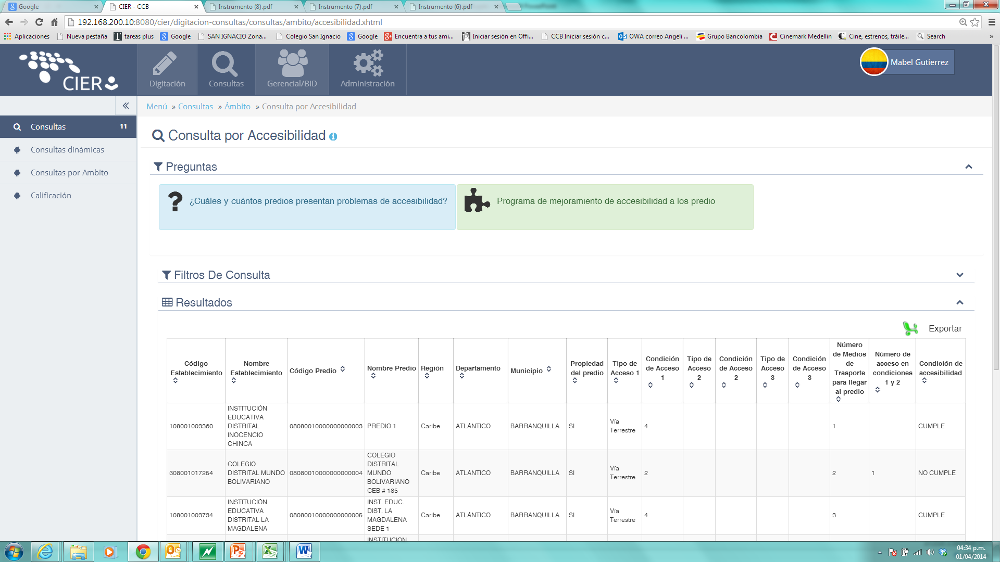 Google
CIER - CCB
Instrumento (8).pdf
Instrumento (7).pdf
Instrumento (6).pdf
192.168.200.10:8080/cier/digitacion-consultas/consultas/ambito/accesibilidad.xhtml
Aplicaciones
Nueva pestaña
tareas plus
Google
SAN IGNACIO Zona...
Colegio San Ignacio
Google
Encuentra a tus ami...
Iniciar sesión en Offi...
CCB Iniciar sesión c...
OWA correo Angeli ...
Grupo Bancolombia
Cinemark Medellin
Cine, estrenos, tráile...
Search
»
CIER
Digitación
Consultas
Gerencial/BID
Administración
Mabel Gutierrez
Menú » Consultas » Ámbito » Consulta por Accesibilidad
Consultas 11
Consultas dinámicas
Consultas por Ambito
Calificación
Consulta por Accesibilidad
Preguntas
¿Cuáles y cuántos predios presentan problemas de accesibilidad?
Programa de mejoramiento de accesibilidad a los predio
Filtros De Consulta
Resultados
Exportar
Código Establecimiento
Nombre Establecimiento
Código Predio
Nombre Predio
Región
Departamento
Municipio
Propiedad del predio
Tipo de Acceso 1
Condición de Acceso 1
Tipo de Acceso 2
Condición de Acceso 2
Tipo de Acceso 3
Condición de Acceso 3
Número de Medios de Trasporte para llegar al predio
Número de acceso en condiciones 1 y 2
Condición de accesibilidad
108001003360
INSTITUCIÓN EDUCATIVA DISTRITAL INOCENCIO CHINCA
08080010000000000003
PREDIO 1
Caribe
ATLÁNTICO
BARRANQUILLA
SI
Vía Terrestre
4
1
CUMPLE
308001017254
COLEGIO DISTRITAL MUNDO BOLIVARIANO
08080010000000000004
COLEGIO DISTRITAL MUNDO BOLIVARIANO CEB # 185
Caribe
ATLÁNTICO
BARRANQUILLA
SI
Vía Terrestre
2
2
1
NO CUMPLE
108001003734
INSTITUCIÓN EDUCATIVA DISTRITAL LA MAGDALENA
08080010000000000005
INST. EDUC. DIST. LA MAGDALENA SEDE 1
Caribe
ATLÁNTICO
BARRANQUILLA
SI
Vía Terrestre
4
3
CUMPLE
INSTITUCION
04:34 p.m.
01/04/2014